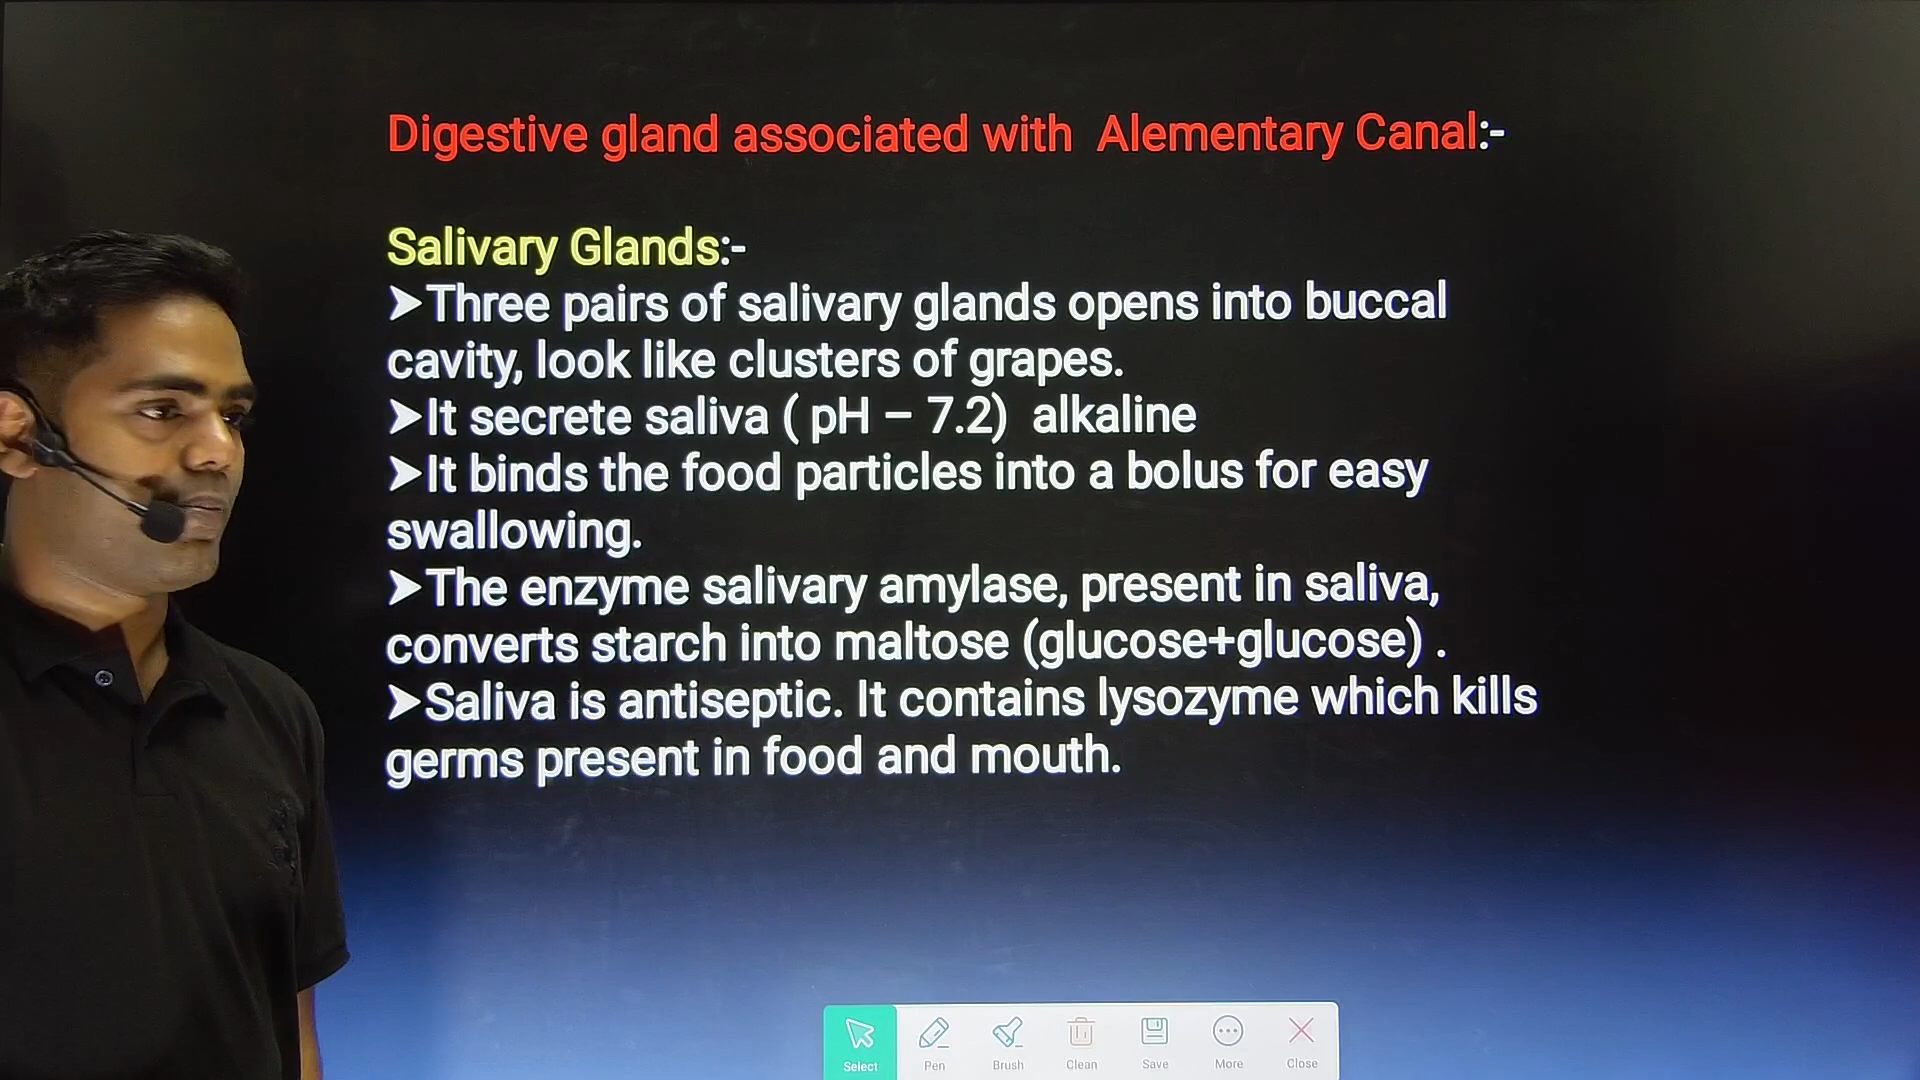 Digestive gland associated with  Alementary Canal:-
Salivary Glands:-
➤Three pairs of salivary glands opens into buccal
cavity, look like clusters of grapes.
➤It secrete saliva ( pH – 7.2)  alkaline
➤It binds the food particles into a bolus for easy
swallowing.
➤The enzyme salivary amylase, present in saliva,
converts starch into maltose (glucose+glucose) .
➤Saliva is antiseptic. It contains lysozyme which kills
germs present in food and mouth.
Select Pen Brush Clean Save More Close